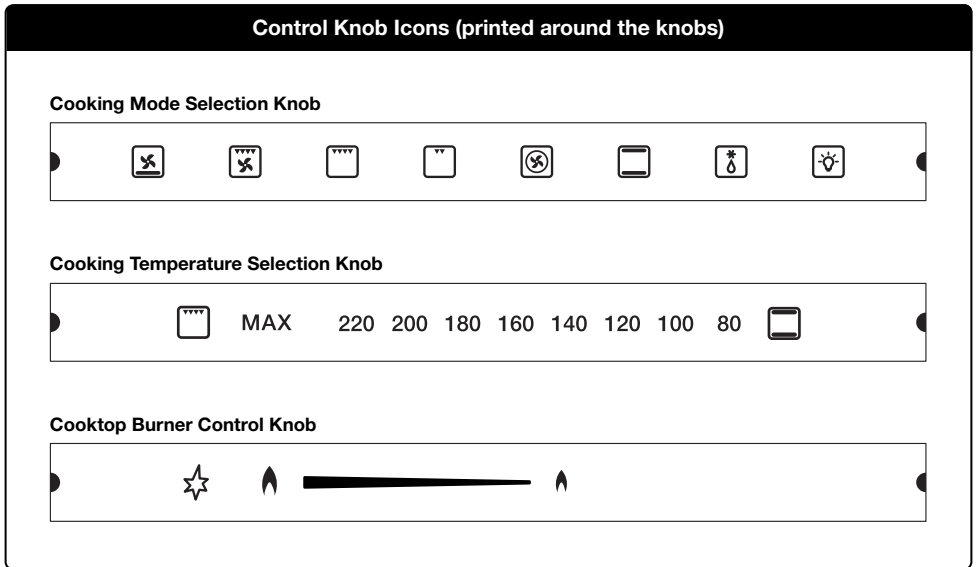 Control Knob Icons (printed around the knobs)
Cooking Mode Selection Knob
Cooking Temperature Selection Knob
MAX 220 200 180 160 140 120 100 80
Cooktop Burner Control Knob